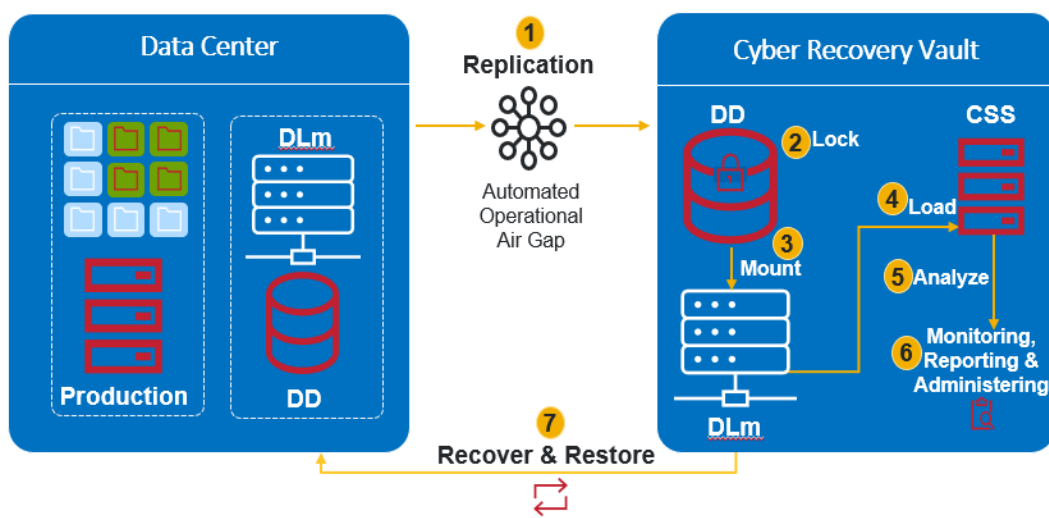 Data Center
DLm
Production
DD
1
Replication
Automated
Operational
Air Gap
Cyber Recovery Vault
DD
CSS
2 Lock
4 Load
3
Mount
5 Analyze
6 Monitoring,
Reporting &
Administering
DLm
7
Recover & Restore